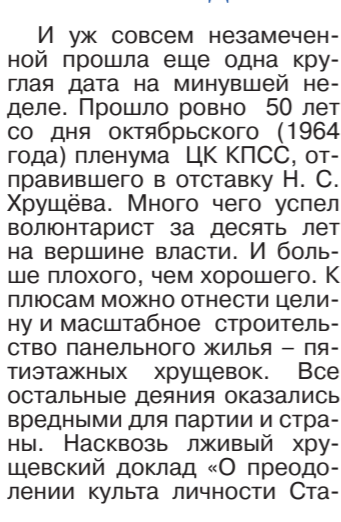 И уж совсем незамечен-
ной прошла еще одна кру-
глая дата на минувшей не-
деле. Прошло ровно 50 лет
со дня октябрьского (1964
года) пленума ЦК КПСС, от-
правившего в отставку Н. С.
Хрущёва. Много чего успел
волюнтарист за десять лет
на вершине власти. И боль-
ше плохого, чем хорошего. К
плюсам можно отнести цели-
ну и масштабное строитель-
ство панельного жилья – пя-
тиэтажных хрущевок. Все
остальные деяния оказались
вредными для партии и стра-
ны. Насквозь лживый хру-
щевский доклад «О преодо-
лении культа личности Ста-